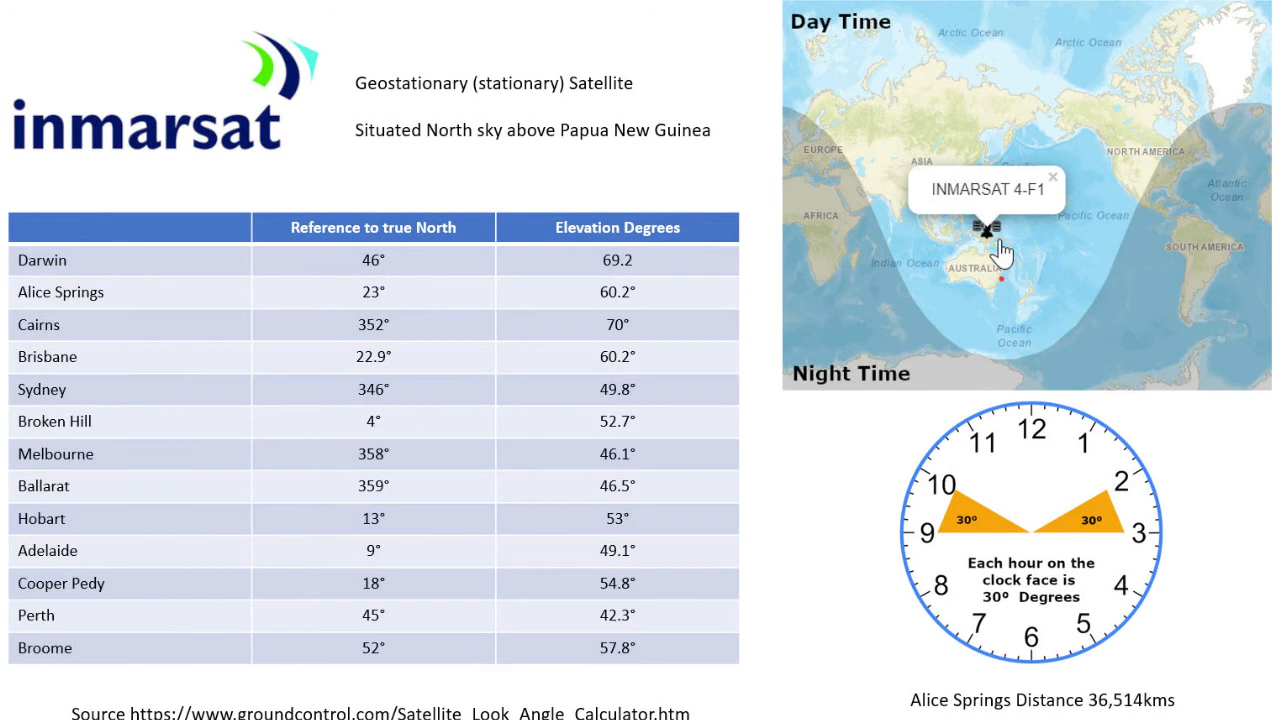 inmarsat
Geostationary (stationary) Satellite
Situated North sky above Papua New Guinea
Reference to true North Elevation Degrees
Darwin 46° 69.2
Alice Springs 23° 60.2°
Cairns 352° 70°
Brisbane 22.9° 60.2°
Sydney 346° 49.8°
Broken Hill 4° 52.7°
Melbourne 358° 46.1°
Ballarat 359° 46.5°
Hobart 13° 53°
Adelaide 9° 49.1°
Cooper Pedy 18° 54.8°
Perth 45° 42.3°
Broome 52° 57.8°
Source https://www.groundcontrol.com/Satellite_Look_Angle_Calculator.htm
Day Time
Arctic Ocean
Arctic Ocean
EUROPE
ASIA
NORTH AMERICA
INMARSAT 4-F1
×
Atlantic
Ocean
AFRICA
Pacific Ocean
SOUTH AMERICA
Indian Ocean
AUSTRALIA
Pacific
Ocean
Night Time
12
11 1
10 2
30º 30º
9 3
Each hour on the
clock face is
30º Degrees
8 4
7 5
6
Alice Springs Distance 36,514kms